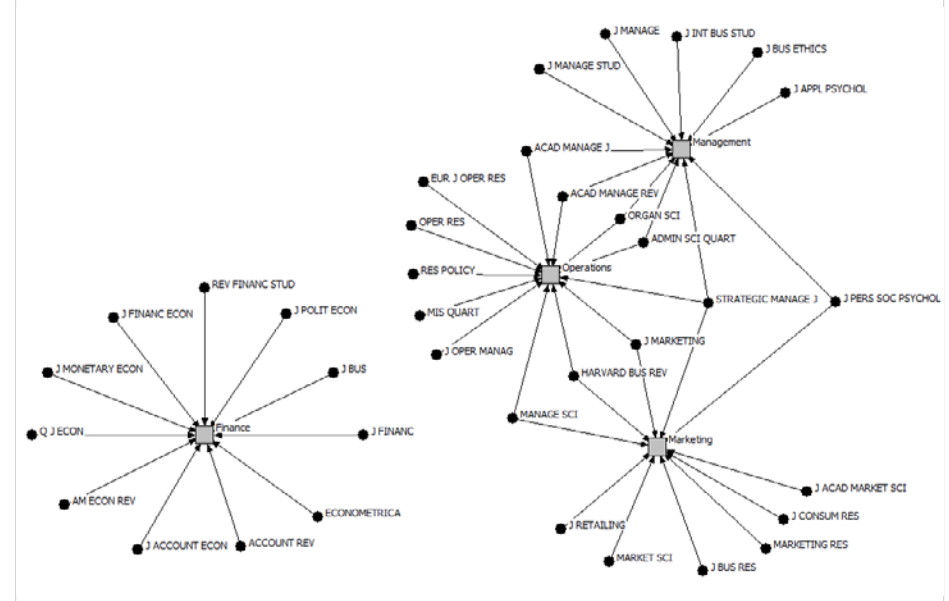 J MANAGE
J INT BUS STUD
J BUS ETHICS
J MANAGE STUD
J APPL PSYCHOL
Management
ACAD MANAGE J
EUR J OPER RES
ACAD MANAGE REV
ORGAN SCI
OPER RES
ADMIN SCI QUART
Operations
RES POLICY
REV FINANC STUD
STRATEGIC MANAGE J
J PERS SOC PSYCHOL
J FINANC ECON
J POLIT ECON
MIS QUART
J MARKETING
J OPER MANAG
J MONETARY ECON
J BUS
HARVARD BUS REV
MANAGE SCI
Finance
Q J ECON
J FINANC
Marketing
J ACAD MARKET SCI
AM ECON REV
ECONOMETRICA
J CONSUM RES
J RETAILING
J ACCOUNT ECON
ACCOUNT REV
MARKETING RES
MARKET SCI
J BUS RES